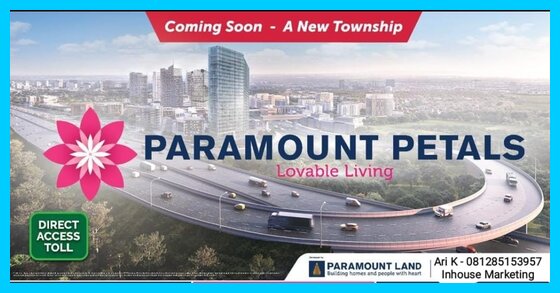 Coming Soon - A New Township
PARAMOUNT PETALS
Lovable Living
DIRECT
ACCESS
TOLL
PARAMOUNT LAND
Building homes and people with heart
Ari K - 081285153957
Inhouse Marketing